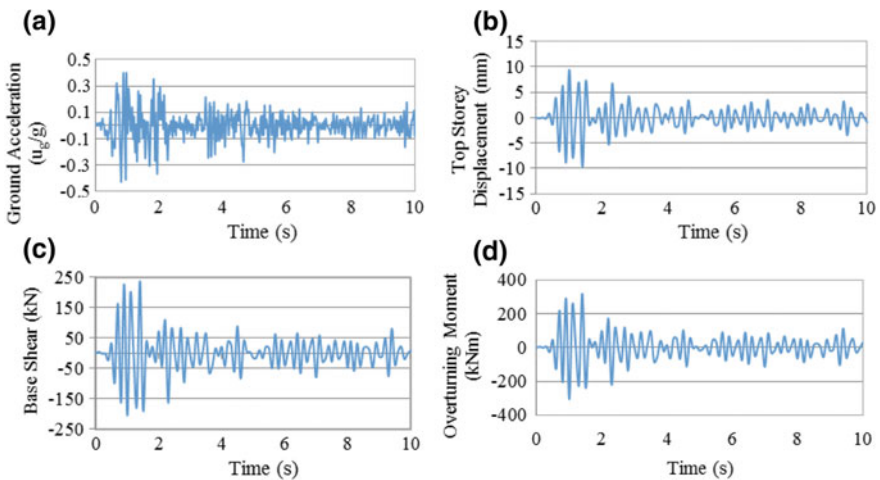 (a)
Ground Acceleration
(u_g/g)
0.5
0.3
0.1
-0.1
-0.3
-0.5
0 2 4 6 8 10
Time (s)
(b)
Top Storey
Displacement (mm)
15
10
5
0
-5
-10
-15
0 2 4 6 8 10
Time (s)
(c)
Base Shear (kN)
250
150
50
-50
-150
-250
0 2 4 6 8 10
Time (s)
(d)
Overturning Moment
(kNm)
400
200
0
-200
-400
0 2 4 6 8 10
Time (s)